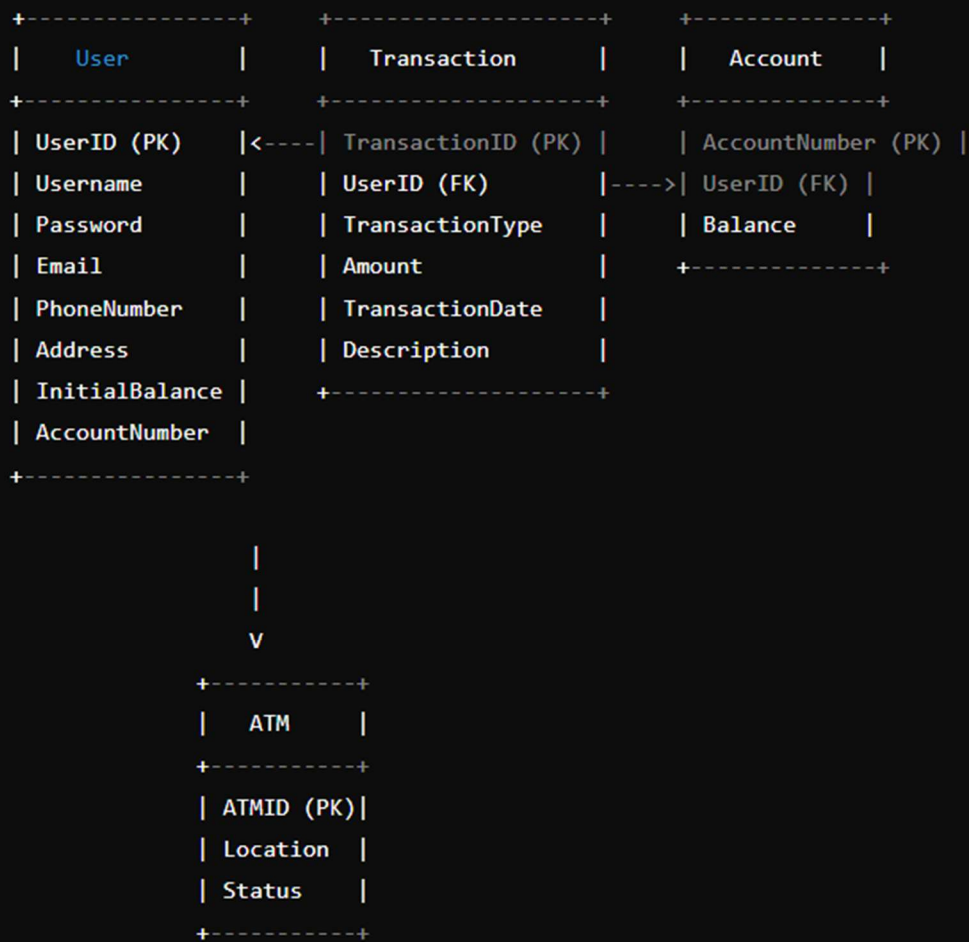 +----------------+     +--------------------+     +--------------+
|     User       |     |   Transaction      |     |   Account    |
+----------------+     +--------------------+     +--------------+
| UserID (PK)    |<----| TransactionID (PK) |     | AccountNumber (PK) |
| Username       |     | UserID (FK)        |---->| UserID (FK) |
| Password       |     | TransactionType    |     | Balance     |
| Email          |     | Amount             |     +--------------+
| PhoneNumber    |     | TransactionDate    |
| Address        |     | Description        |
| InitialBalance |     +--------------------+
| AccountNumber  |
+----------------+
                  |
                  |
                  v
              +-----------+
              |   ATM     |
              +-----------+
              | ATMID (PK)|
              | Location  |
              | Status    |
              +-----------+